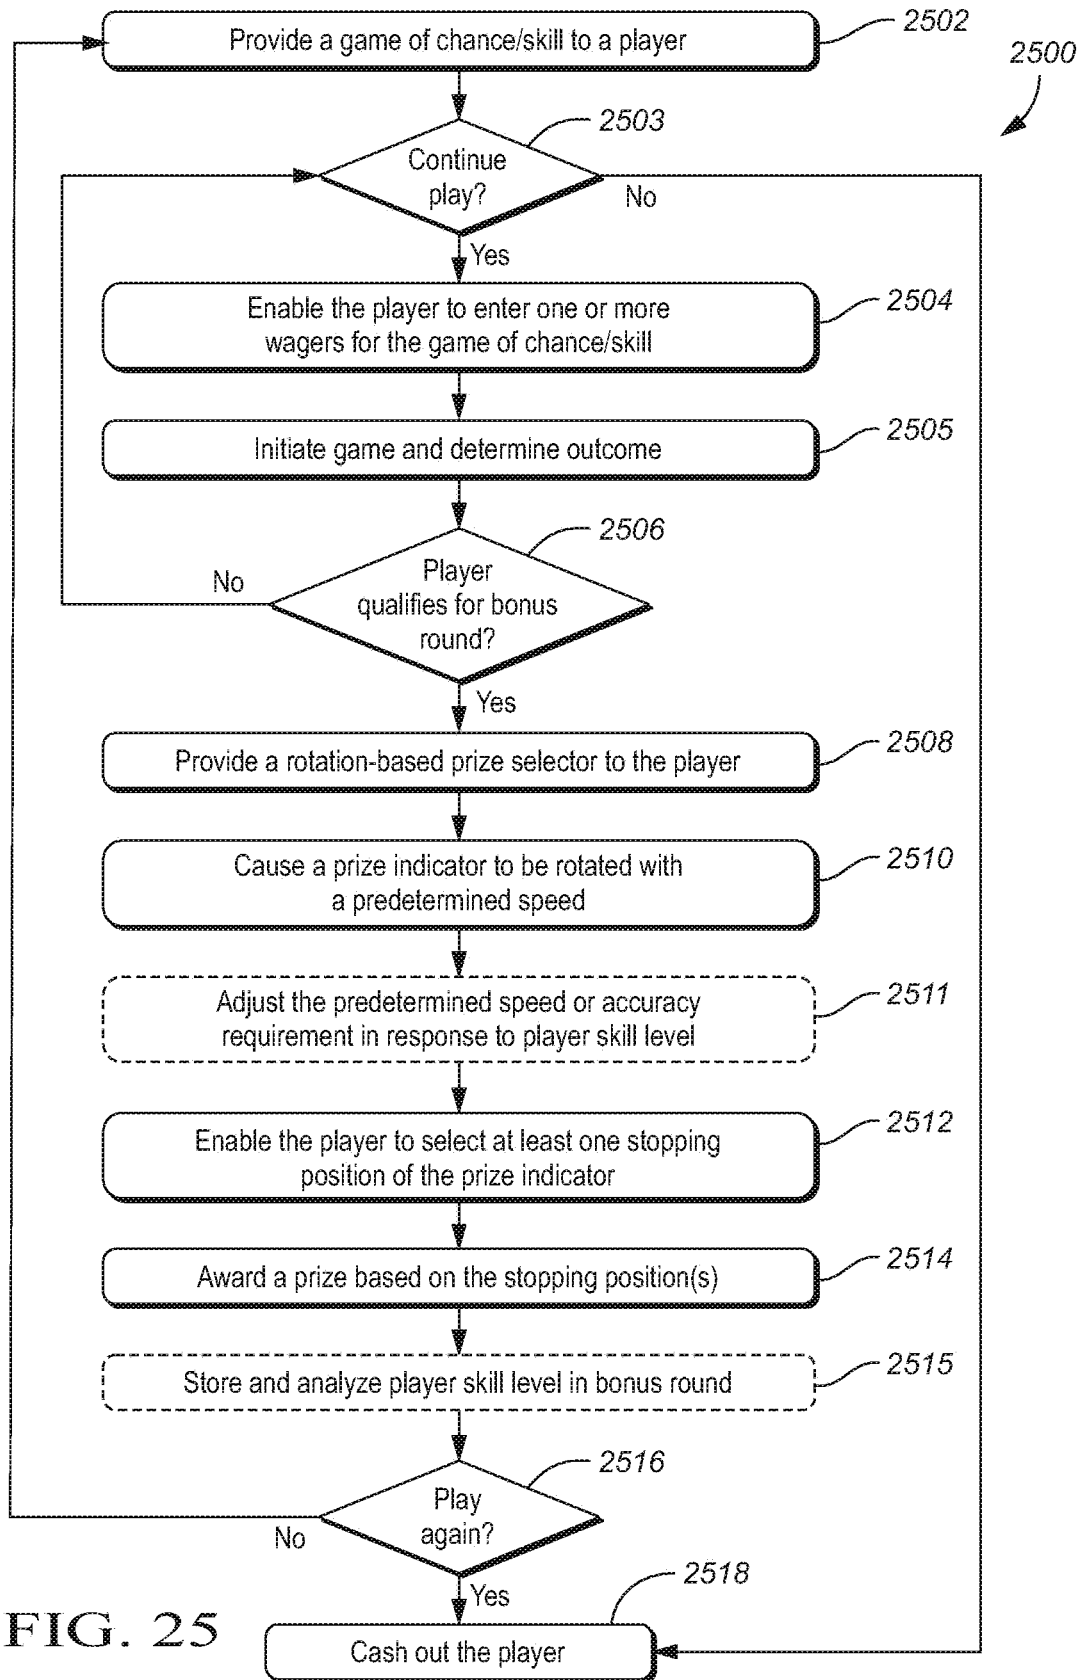 Provide a game of chance/skill to a player
2502
2500
2503
Continue
play?
No
Yes
Enable the player to enter one or more
wagers for the game of chance/skill
2504
Initiate game and determine outcome
2505
2506
Player
qualifies for bonus
round?
No
Yes
Provide a rotation-based prize selector to the player
2508
Cause a prize indicator to be rotated with
a predetermined speed
2510
Adjust the predetermined speed or accuracy
requirement in response to player skill level
2511
Enable the player to select at least one stopping
position of the prize indicator
2512
Award a prize based on the stopping position(s)
2514
Store and analyze player skill level in bonus round
2515
2516
Play
again?
No
Yes
2518
Cash out the player
FIG. 25